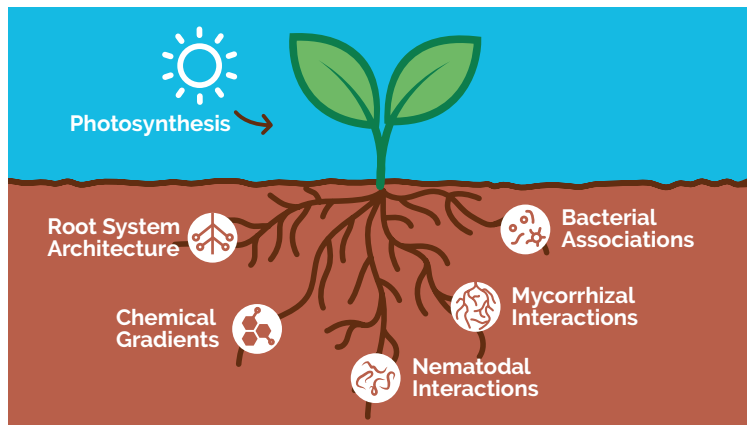 Photosynthesis
Root System
Architecture
Bacterial
Associations
Chemical
Gradients
Mycorrhizal
Interactions
Nematodal
Interactions